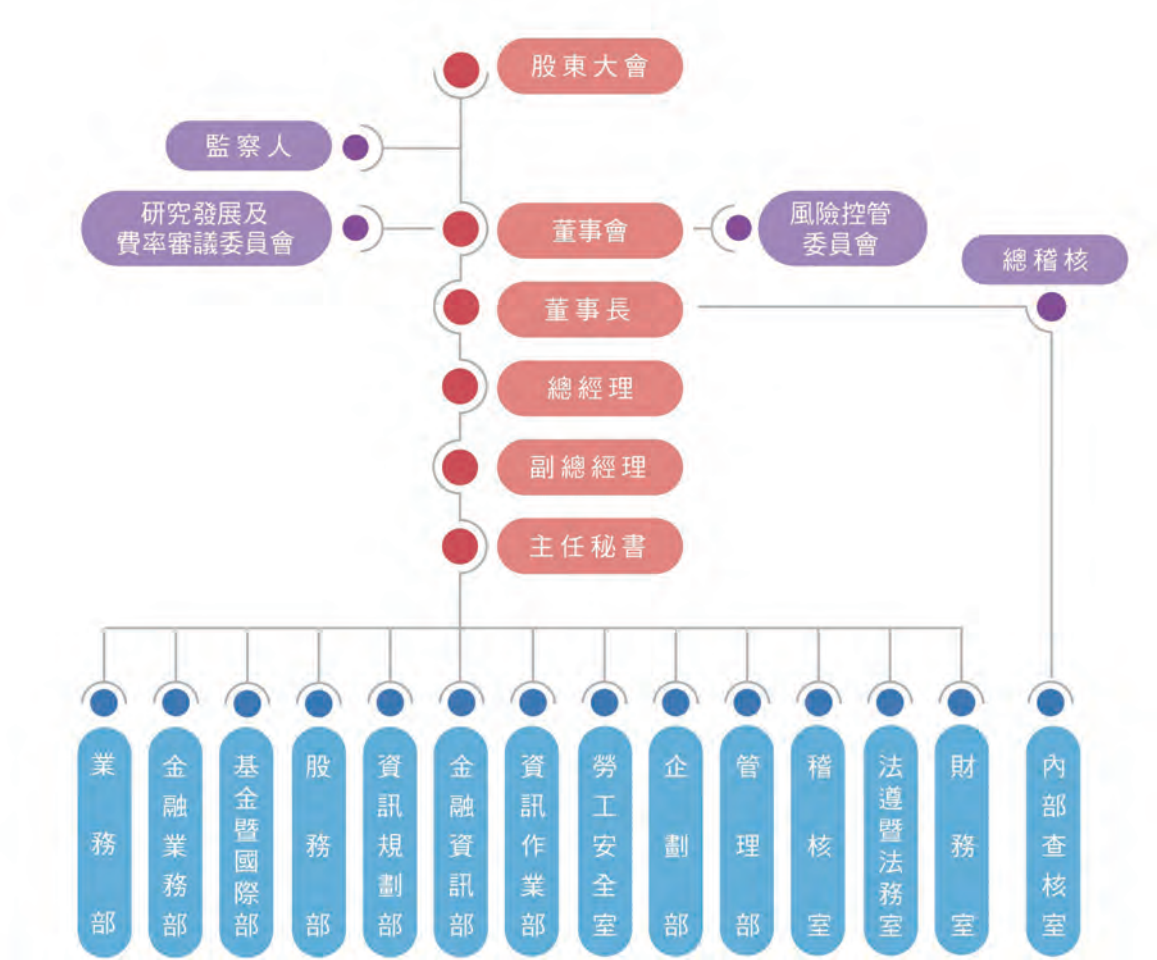 股東大會
監察人
研究發展及
費率審議委員會
董事會
風險控管
委員會
總稽核
董事長
總經理
副總經理
主任秘書
業務部
金融業務部
基金暨國際部
股務部
資訊規劃部
金融資訊部
資訊作業部
勞工安全室
企劃部
管理部
稽核室
法遵暨法務室
財務室
內部查核室